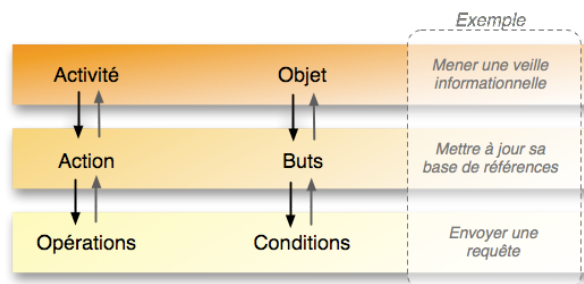 Exemple
Activité Objet Mener une veille
informationnelle
Action Buts Mettre à jour sa
base de références
Opérations Conditions Envoyer une
requête